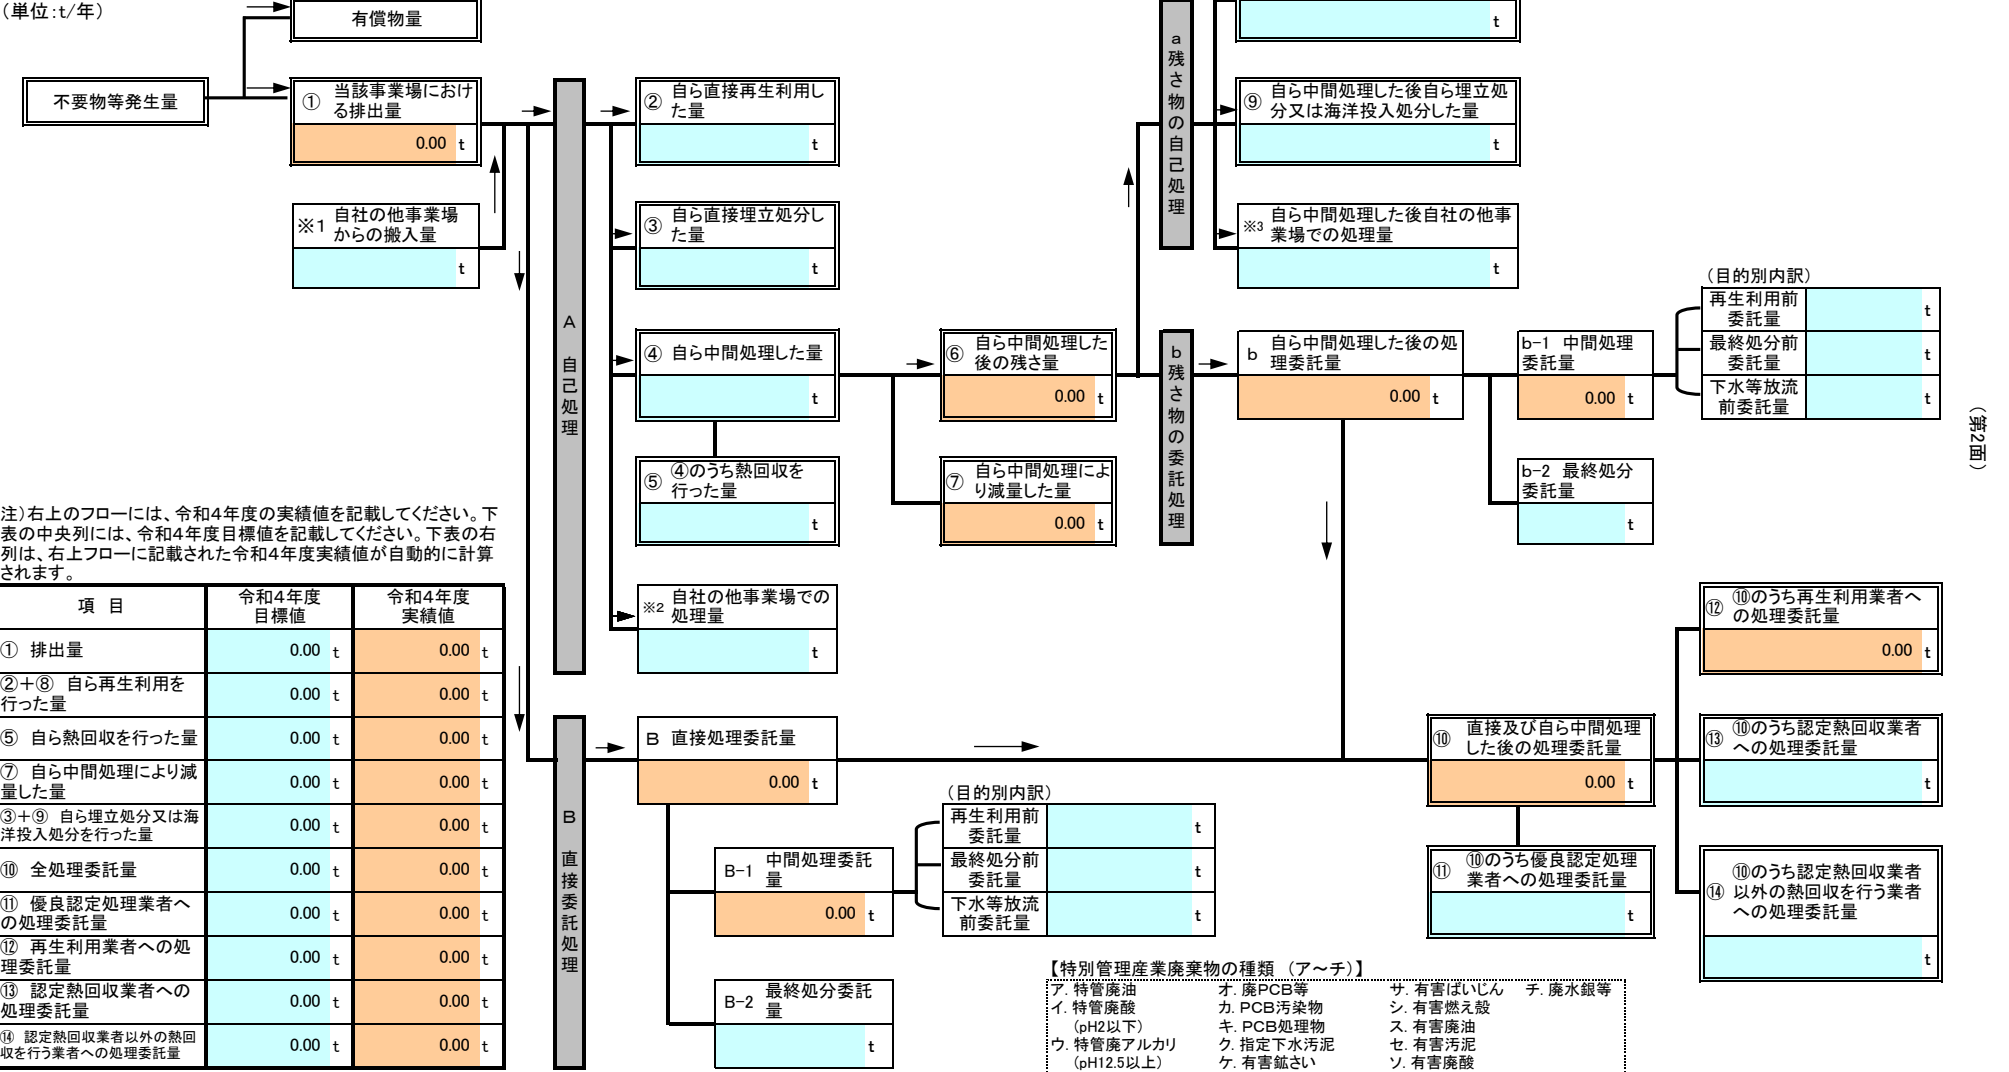 （単位：t/年）
有償物量
不要物等発生量
① 当該事業場におけ
る排出量
0.00 t
※1 自社の他事業場
からの搬入量
t
A 自己処理
② 自ら直接再生利用し
た量
t
③ 自ら直接埋立処分し
た量
t
④ 自ら中間処理した量
t
⑤ ④のうち熱回収を
行った量
t
※2 自社の他事業場での
処理量
t
⑥ 自ら中間処理した
後の残さ量
0.00 t
⑦ 自ら中間処理によ
り減量した量
0.00 t
a 残さ物の自己処理
t
⑨ 自ら中間処理した後自ら埋立処
分又は海洋投入処分した量
t
※3 自ら中間処理した後自社の他事
業場での処理量
t
b 残さ物の委託処理
b 自ら中間処理した後の処
理委託量
0.00 t
b-1 中間処理
委託量
0.00 t
b-2 最終処分
委託量
t
（目的別内訳）
再生利用前
委託量
t
最終処分前
委託量
t
下水等放流
前委託量
t
（第2面）
注）右上のフローには、令和4年度の実績値を記載してください。下
表の中央列には、令和4年度目標値を記載してください。下表の右
列は、右上フローに記載された令和4年度実績値が自動的に計算
されます。
項 目 令和4年度 目標値 令和4年度 実績値
① 排出量 0.00 t 0.00 t
②＋⑧ 自ら再生利用を
行った量 0.00 t 0.00 t
⑤ 自ら熱回収を行った量 0.00 t 0.00 t
⑦ 自ら中間処理により減
量した量 0.00 t 0.00 t
③＋⑨ 自ら埋立処分又は海
洋投入処分を行った量 0.00 t 0.00 t
⑩ 全処理委託量 0.00 t 0.00 t
⑪ 優良認定処理業者へ
の処理委託量 0.00 t 0.00 t
⑫ 再生利用業者への処
理委託量 0.00 t 0.00 t
⑬ 認定熱回収業者への
処理委託量 0.00 t 0.00 t
⑭ 認定熱回収業者以外の熱回
収を行う業者への処理委託量 0.00 t 0.00 t
B 直接委託処理
B 直接処理委託量
0.00 t
B-1 中間処理委託
量
0.00 t
B-2 最終処分委託
量
t
（目的別内訳）
再生利用前
委託量
t
最終処分前
委託量
t
下水等放流
前委託量
t
⑩ 直接及び自ら中間処理
した後の処理委託量
0.00 t
⑪ ⑩のうち優良認定処理
業者への処理委託量
t
⑫ ⑩のうち再生利用業者へ
の処理委託量
0.00 t
⑬ ⑩のうち認定熱回収業者
への処理委託量
t
⑭ ⑩のうち認定熱回収業者
以外の熱回収を行う業者
への処理委託量
t
【特別管理産業廃棄物の種類 （ア～チ）】
ア. 特管廃油 オ. 廃PCB等 サ. 有害ばいじん チ. 廃水銀等
イ. 特管廃酸 カ. PCB汚染物 シ. 有害燃え殻
（pH2以下） キ. PCB処理物 ス. 有害廃油
ウ. 特管廃アルカリ ク. 指定下水汚泥 セ. 有害汚泥
（pH12.5以上） ケ. 有害鉱さい ソ. 有害廃酸